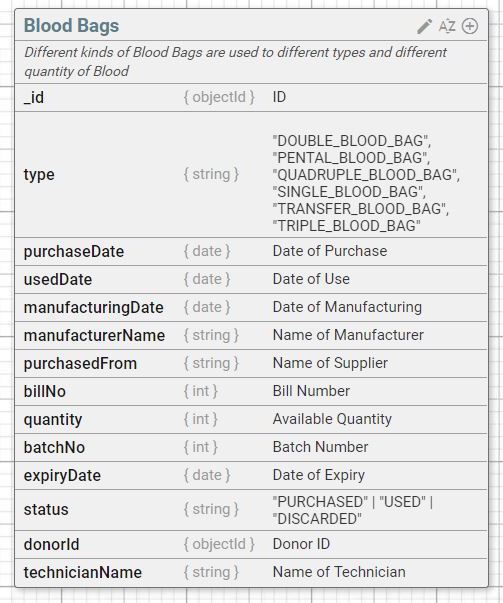 Blood Bags
Different kinds of Blood Bags are used to different types and different
quantity of Blood
_id { objectId } ID
type { string } "DOUBLE_BLOOD_BAG",
"PENTAL_BLOOD_BAG",
"QUADRUPLE_BLOOD_BAG",
"SINGLE_BLOOD_BAG",
"TRANSFER_BLOOD_BAG",
"TRIPLE_BLOOD_BAG"
purchaseDate { date } Date of Purchase
usedDate { date } Date of Use
manufacturingDate { date } Date of Manufacturing
manufacturerName { string } Name of Manufacturer
purchasedFrom { string } Name of Supplier
billNo { int } Bill Number
quantity { int } Available Quantity
batchNo { int } Batch Number
expiryDate { date } Date of Expiry
status { string } "PURCHASED" | "USED" |
"DISCARDED"
donorId { objectId } Donor ID
technicianName { string } Name of Technician